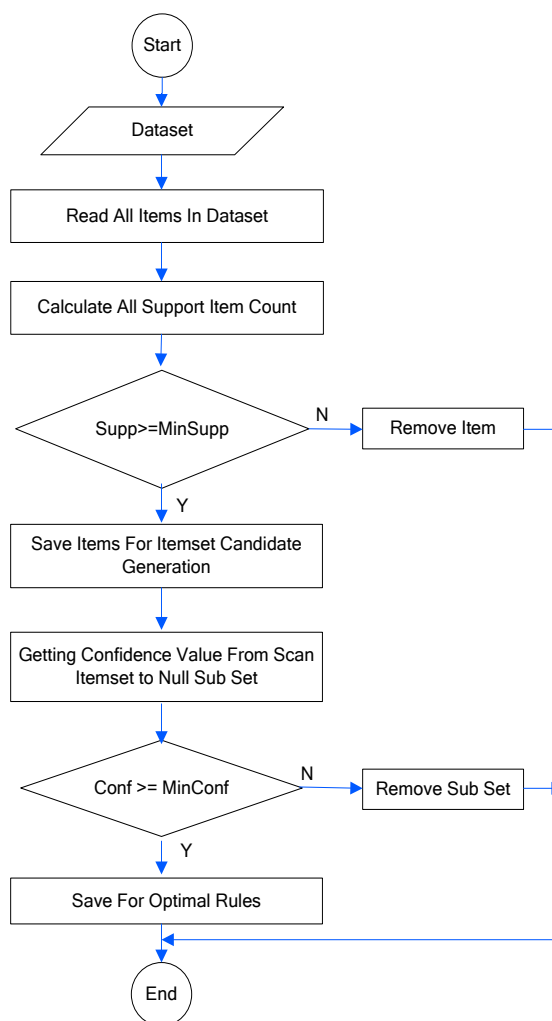 Start
Dataset
Read All Items In Dataset
Calculate All Support Item Count
Supp>=MinSupp
N
Remove Item
Y
Save Items For Itemset Candidate
Generation
Getting Confidence Value From Scan
Itemset to Null Sub Set
Conf >= MinConf
N
Remove Sub Set
Y
Save For Optimal Rules
End